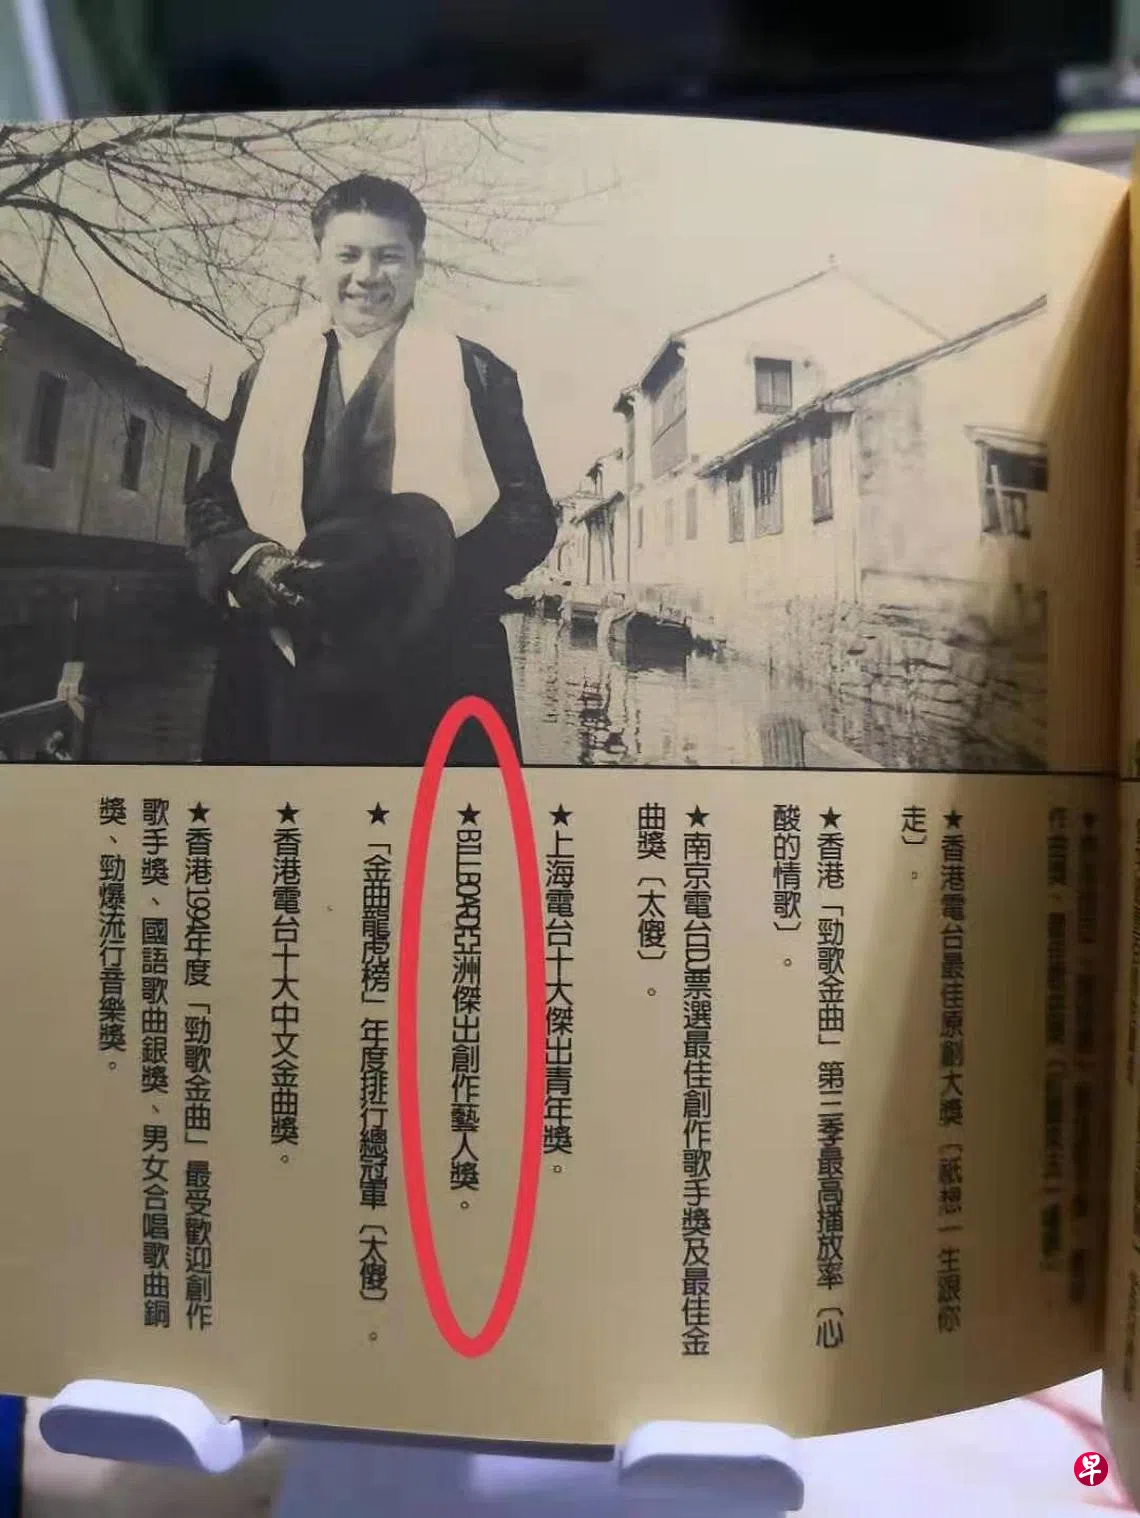 ★香港電台最佳原創大獎〔祇想一生跟你
走〕。
★香港「勁歌金曲」第三季最高播放率〔心
酸的情歌〕。
★南京電台DJ票選最佳創作歌手獎及最佳金
曲獎〔太傻〕。
★上海電台十大傑出青年獎。
★BILLBOARD亞洲傑出創作藝人獎。
★「金曲龍虎榜」年度排行總冠軍〔太傻〕。
★香港電台十大中文金曲獎。
★香港1994年度「勁歌金曲」最受歡迎創作
歌手獎、國語歌曲銀獎、男女合唱歌曲銅
獎、勁爆流行音樂獎。
早